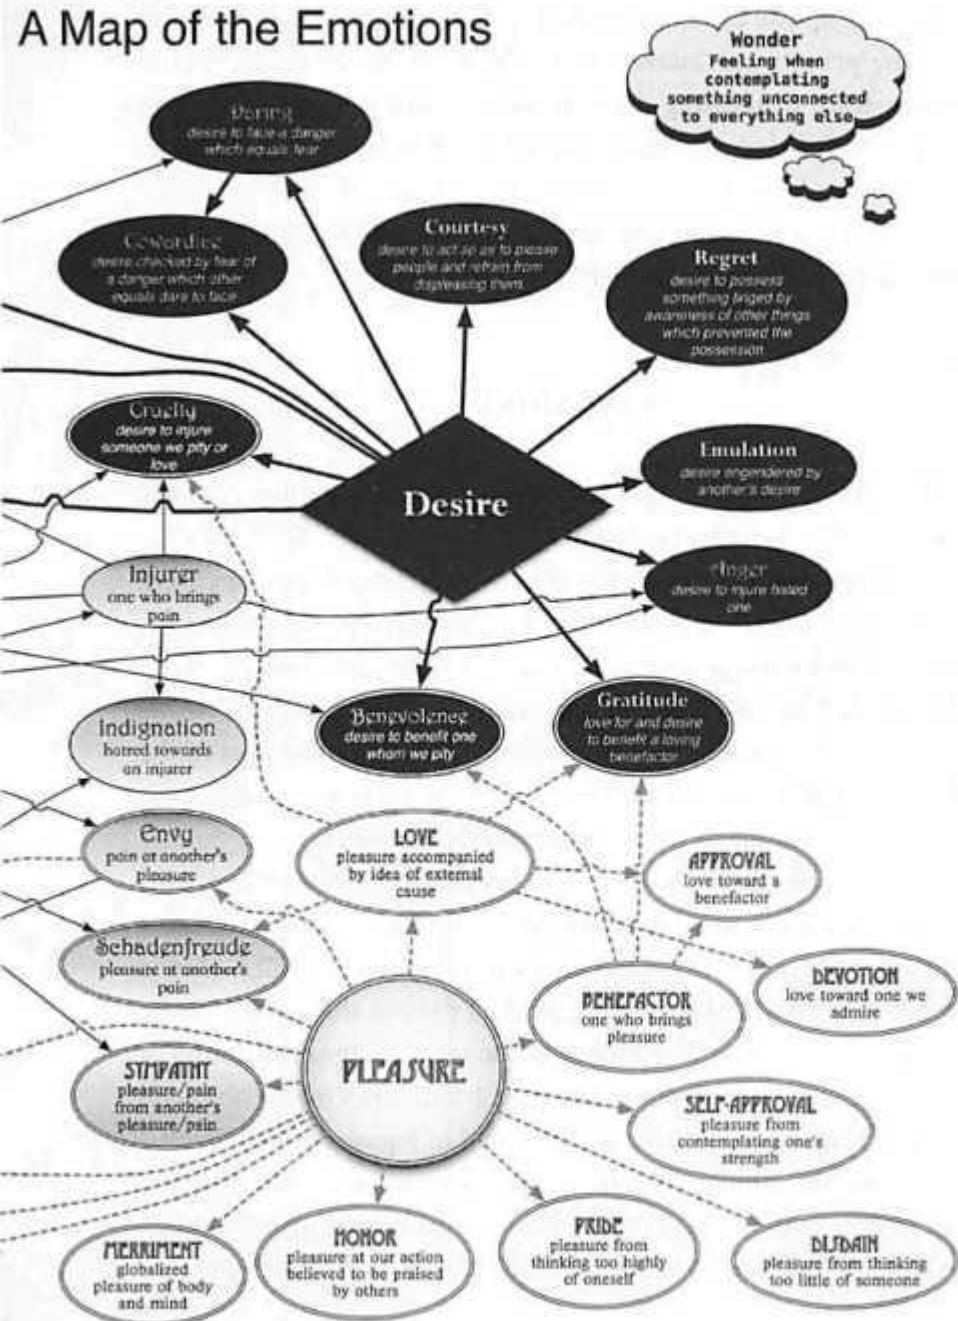 A Map of the Emotions
Wonder
Feeling when
contemplating
something unconnected
to everything else
Daring
desire to face a danger
which equals fear
Cowardice
desire checked by fear of
a danger which other
equals dare to face
Courtesy
desire to act so as to please
people and refrain from
displeasing them
Regret
desire to possess
something tinged by
awareness of other things
which prevented the
possession
Cruelty
desire to injure
someone we pity or
love
Desire
Emulation
desire engendered by
another's desire
Anger
desire to injure hated
one
Injurer
one who brings
pain
Benevolence
desire to benefit one
whom we pity
Gratitude
love for and desire
to benefit a loving
benefactor
Indignation
hatred towards
an injurer
Envy
pain at another's
pleasure
LOVE
pleasure accompanied
by idea of external
cause
APPROVAL
love toward a
benefactor
Schadenfreude
pleasure at another's
pain
BENEFACTOR
one who brings
pleasure
DEVOTION
love toward one we
admire
SYMPATHY
pleasure/pain
from another's
pleasure/pain
PLEASURE
SELF-APPROVAL
pleasure from
contemplating one's
strength
MERRIMENT
globalized
pleasure of body
and mind
HONOR
pleasure at our action
believed to be praised
by others
PRIDE
pleasure from
thinking too highly
of oneself
DISDAIN
pleasure from thinking
too little of someone